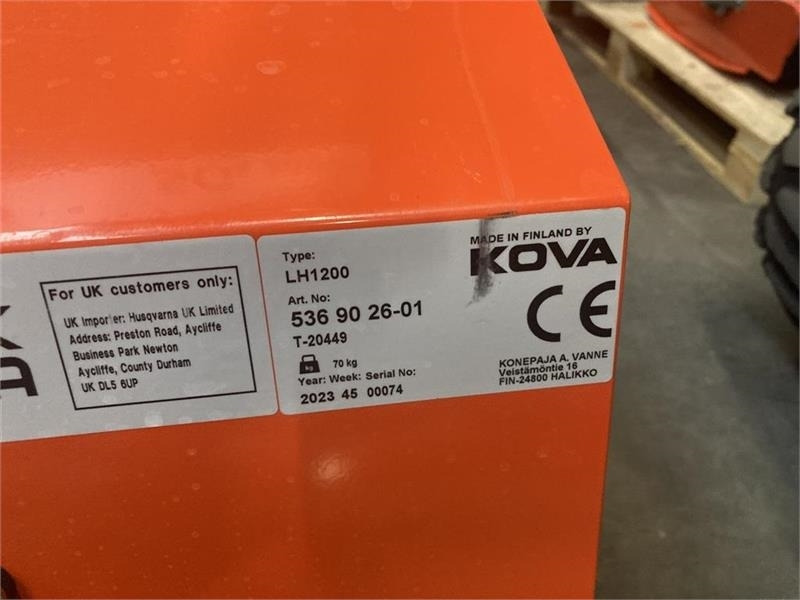 For UK customers only:
UK Importer: Husqvarna UK Limited
Address: Preston Road, Aycliffe
Business Park Newton
Aycliffe, County Durham
UK DL5 6UP
Type:
LH1200
Art. No:
536 90 26-01
T-20449
kg
70 kg
Year: Week: Serial No:
2023 45 00074
MADE IN FINLAND BY
KOVA
CE
KONEPAJA A. VANNE
Veistämöntie 16
FIN-24800 HALIKKO